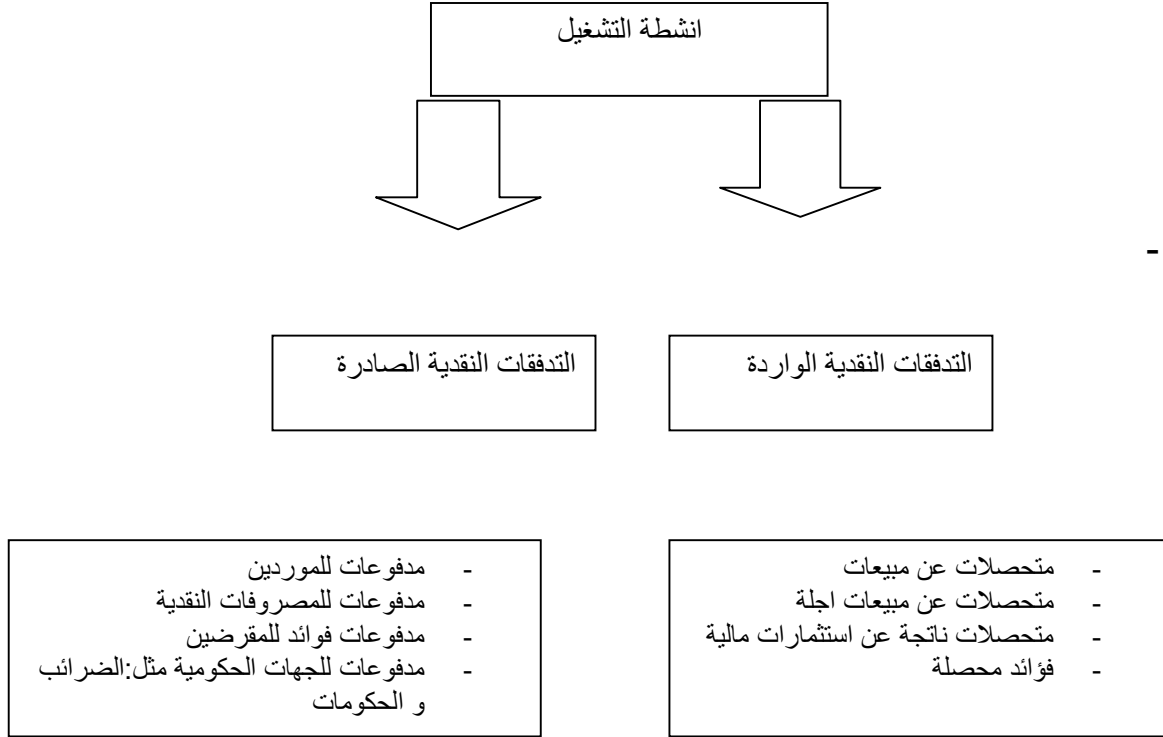 انشطة التشغيل
-
التدفقات النقدية الواردة
التدفقات النقدية الصادرة
- متحصلات عن مبيعات
- متحصلات عن مبيعات اجلة
- متحصلات ناتجة عن استثمارات مالية
- فؤائد محصلة
- مدفوعات للموردين
- مدفوعات للمصروفات النقدية
- مدفوعات فوائد للمقرضين
- مدفوعات للجهات الحكومية مثل:الضرائب
و الحكومات